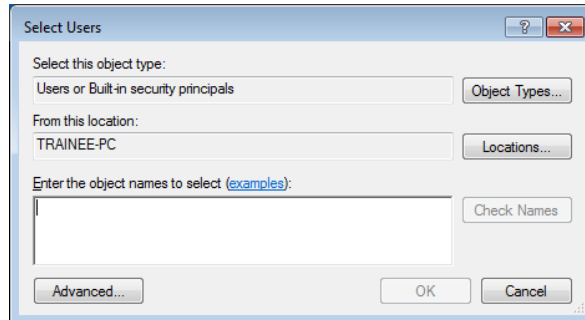 Select Users
Select this object type:
Users or Built-in security principals
Object Types...
From this location:
TRAINEE-PC
Locations...
Enter the object names to select (examples):
Check Names
Advanced...
OK
Cancel